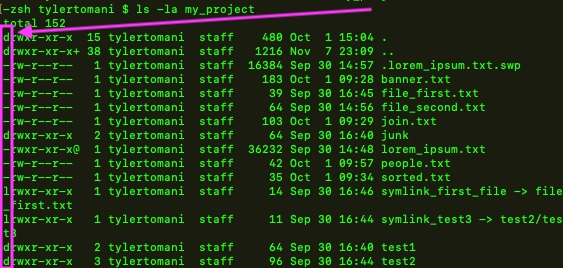 -zsh tylertomani $ ls -la my_project
total 152
drwxr-xr-x  15 tylertomani  staff    480 Oct  1 15:04 .
drwxr-xr-x+ 38 tylertomani  staff   1216 Nov  7 23:09 ..
-rw-r--r--   1 tylertomani  staff  16384 Sep 30 14:57 .lorem_ipsum.txt.swp
-rw-r--r--   1 tylertomani  staff    183 Oct  1 09:28 banner.txt
-rw-r--r--   1 tylertomani  staff     39 Sep 30 16:45 file_first.txt
-rw-r--r--   1 tylertomani  staff     64 Sep 30 14:56 file_second.txt
-rw-r--r--   1 tylertomani  staff    103 Oct  1 09:29 join.txt
drwxr-xr-x   2 tylertomani  staff     64 Sep 30 16:40 junk
-rwxr-xr-x@  1 tylertomani  staff  36232 Sep 30 14:48 lorem_ipsum.txt
-rw-r--r--   1 tylertomani  staff     42 Oct  1 09:57 people.txt
-rw-r--r--   1 tylertomani  staff     35 Oct  1 09:34 sorted.txt
lrwxr-xr-x   1 tylertomani  staff     14 Sep 30 16:46 symlink_first_file -> file
_first.txt
lrwxr-xr-x   1 tylertomani  staff     11 Sep 30 16:44 symlink_test3 -> test2/tes
t3
drwxr-xr-x   2 tylertomani  staff     64 Sep 30 16:40 test1
drwxr-xr-x   3 tylertomani  staff     96 Sep 30 16:44 test2